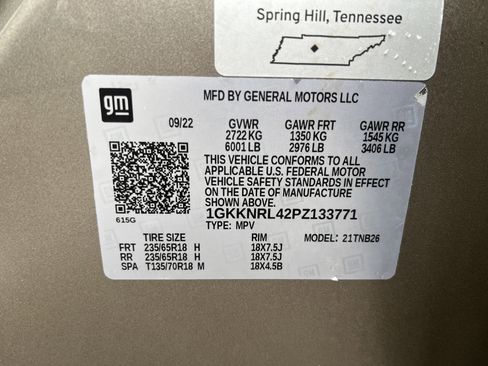 Spring Hill, Tennessee
gm
MFD BY GENERAL MOTORS LLC
09/22 GVWR GAWR FRT GAWR RR
2722 KG 1350 KG 1545 KG
6001 LB 2976 LB 3406 LB
THIS VEHICLE CONFORMS TO ALL
APPLICABLE U.S. FEDERAL MOTOR
VEHICLE SAFETY STANDARDS IN EFFECT
ON THE DATE OF MANUFACTURE
SHOWN ABOVE.
1GKKNRL42PZ133771
615G TYPE: MPV
TIRE SIZE RIM MODEL: 21TNB26
FRT 235/65R18 H 18X7.5J
RR 235/65R18 H 18X7.5J
SPA T135/70R18 M 18X4.5B